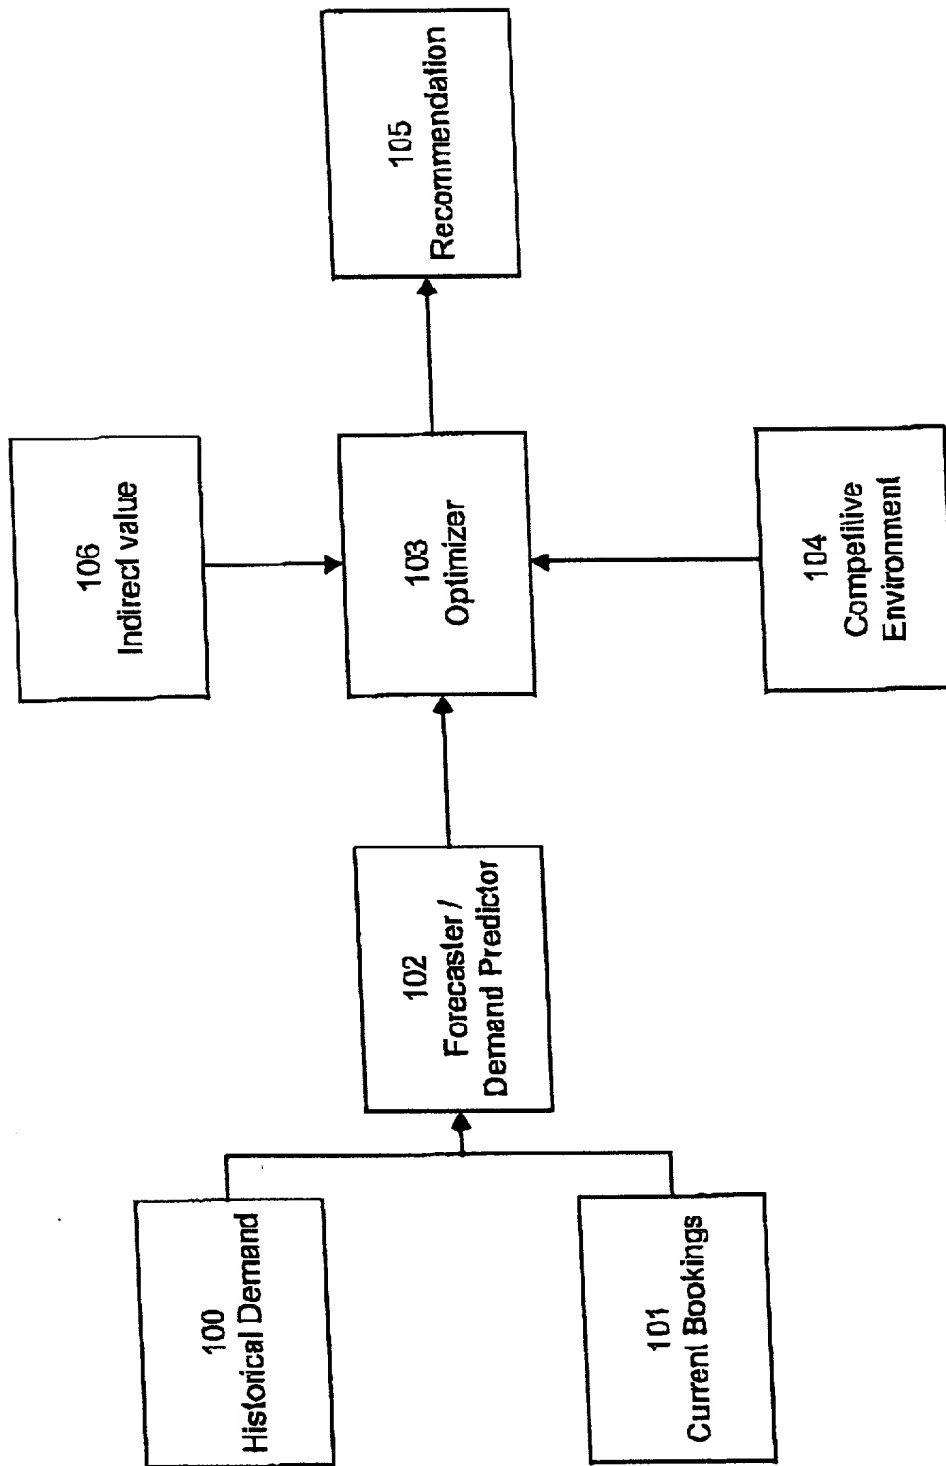 100
Historical Demand
101
Current Bookings
102
Forecaster /
Demand Predictor
106
Indirect value
103
Optimizer
104
Competitive
Environment
105
Recommendation